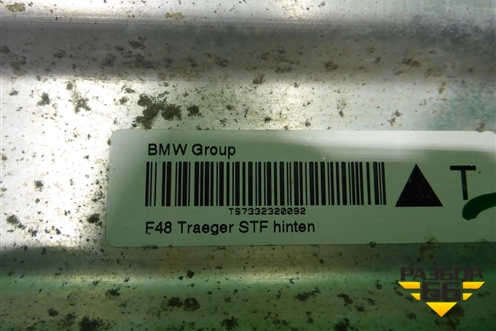 BMW Group
T
TS7332320092
F48 Traeger STF hinten
РАЗБОР
66